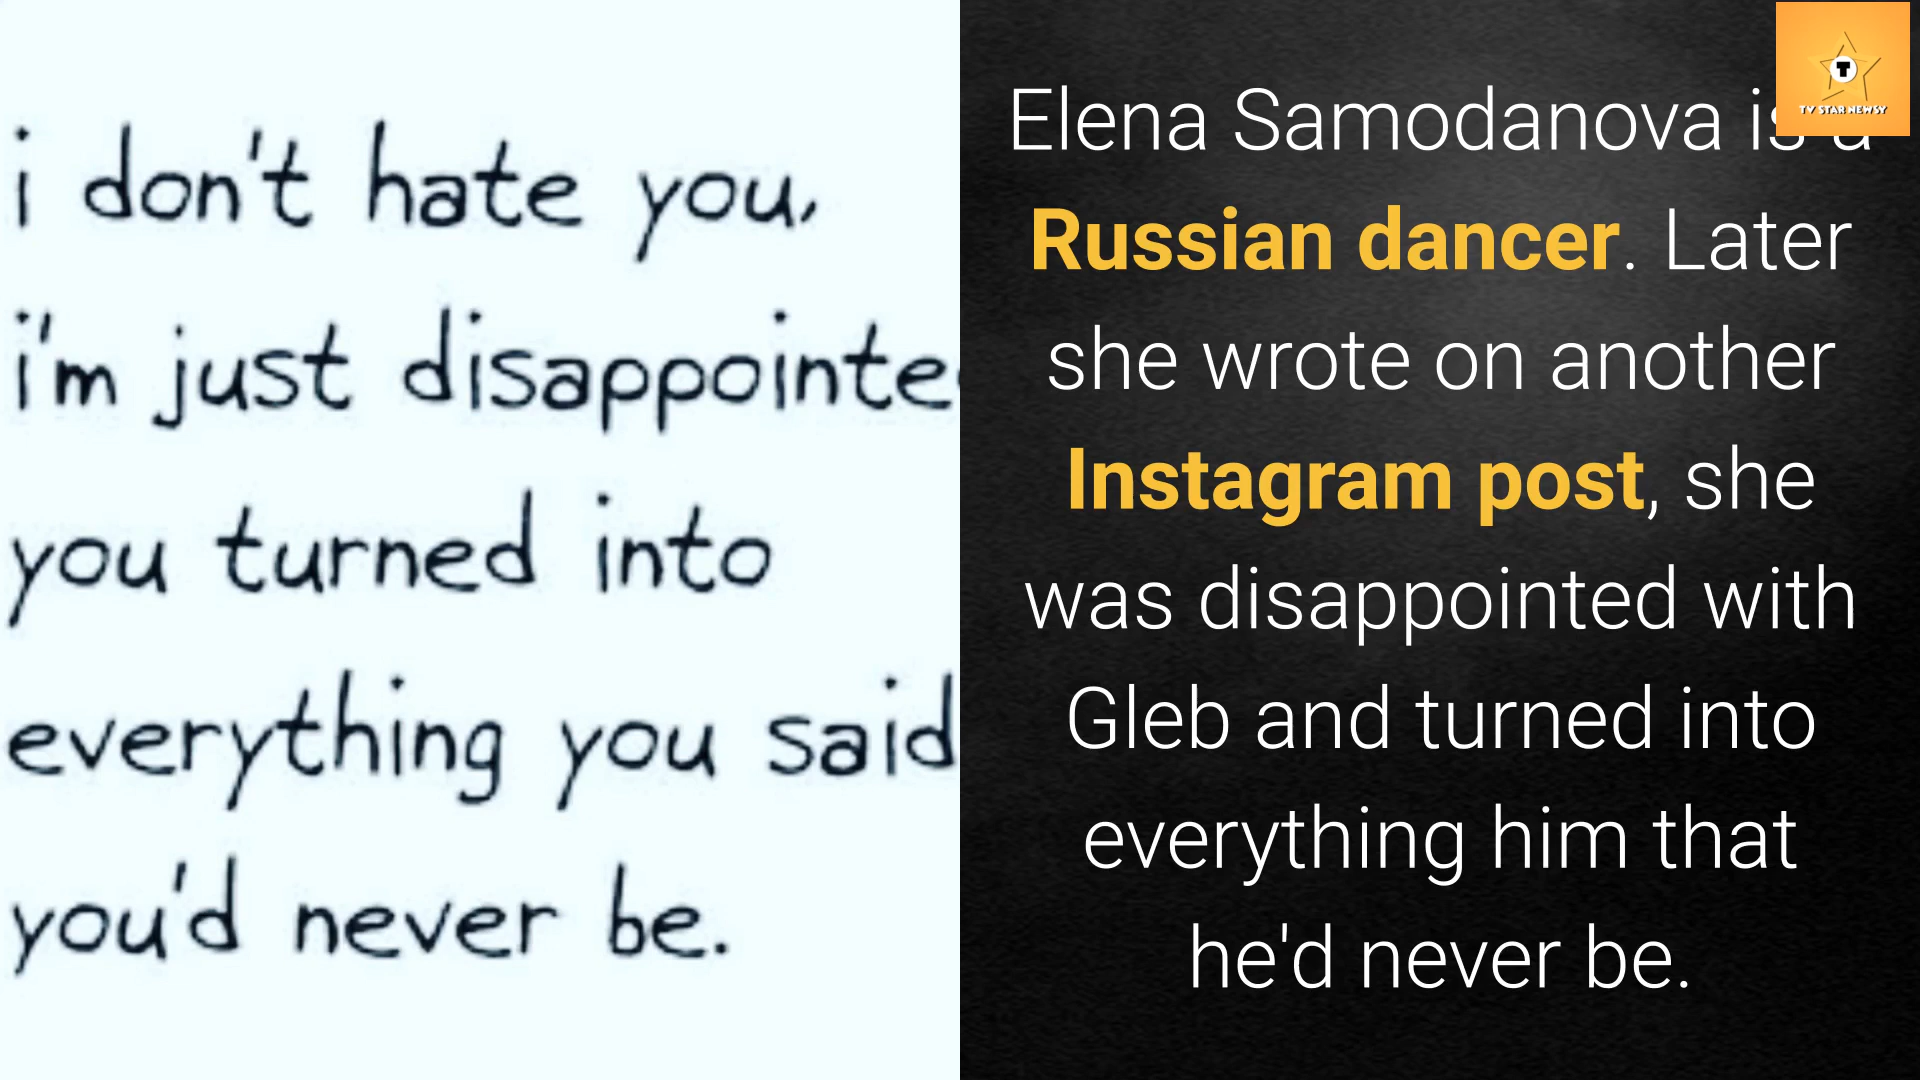 i don't hate you,
i'm just disappointe
you turned into
everything you said
you'd never be.
Elena Samodanova is a
Russian dancer. Later
she wrote on another
Instagram post, she
was disappointed with
Gleb and turned into
everything him that
he'd never be.
T
TV STAR NEWSY